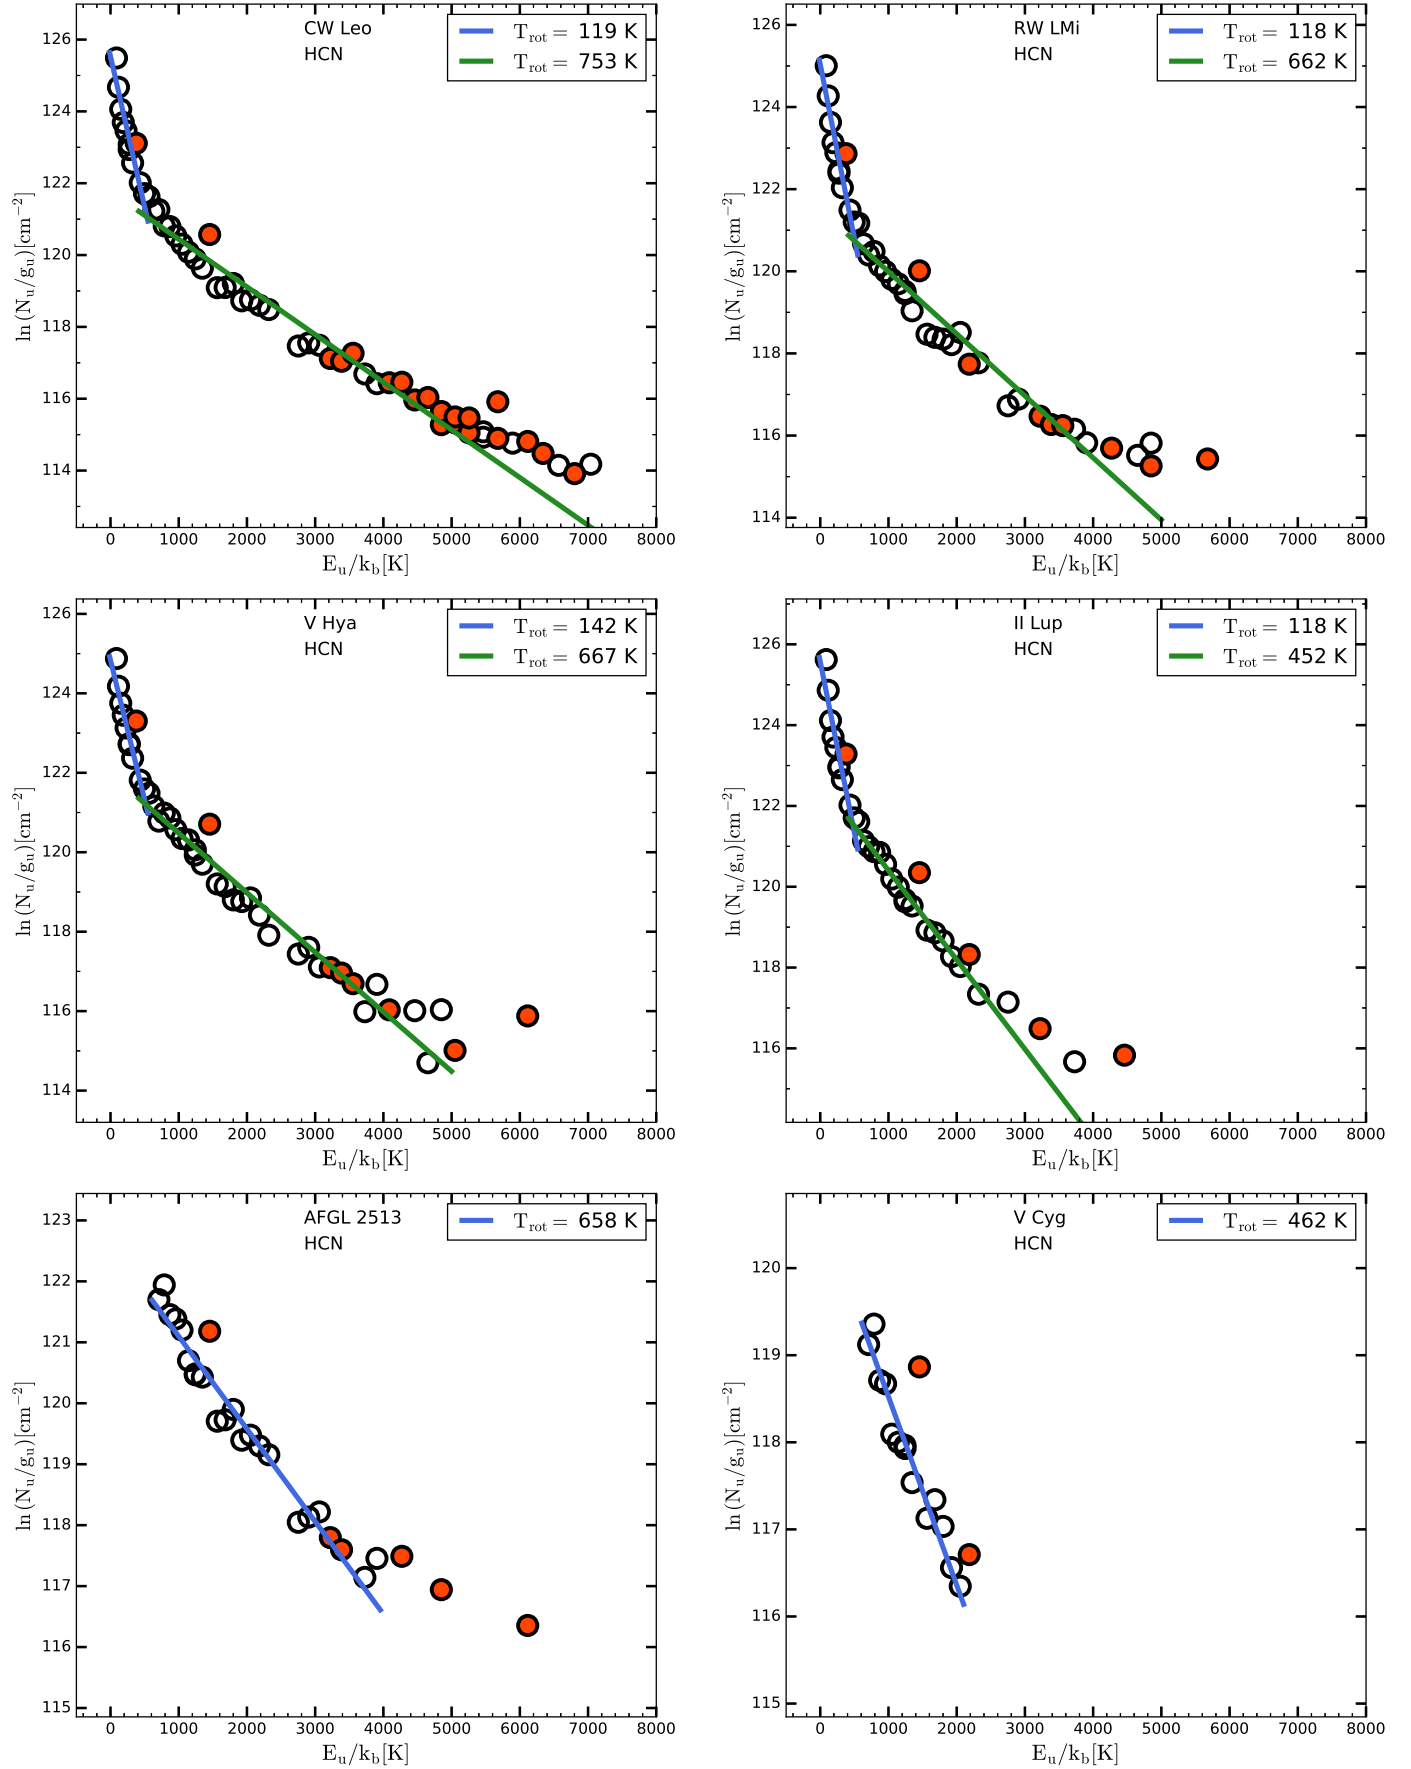 CW Leo
HCN
T_rot = 119 K
T_rot = 753 K
126
124
122
120
118
116
114
ln (N_u/g_u)[cm^−2]
0 1000 2000 3000 4000 5000 6000 7000 8000
E_u/k_b[K]
RW LMi
HCN
T_rot = 118 K
T_rot = 662 K
126
124
122
120
118
116
114
ln (N_u/g_u)[cm^−2]
0 1000 2000 3000 4000 5000 6000 7000 8000
E_u/k_b[K]
V Hya
HCN
T_rot = 142 K
T_rot = 667 K
126
124
122
120
118
116
114
ln (N_u/g_u)[cm^−2]
0 1000 2000 3000 4000 5000 6000 7000 8000
E_u/k_b[K]
II Lup
HCN
T_rot = 118 K
T_rot = 452 K
126
124
122
120
118
116
ln (N_u/g_u)[cm^−2]
0 1000 2000 3000 4000 5000 6000 7000 8000
E_u/k_b[K]
AFGL 2513
HCN
T_rot = 658 K
123
122
121
120
119
118
117
116
115
ln (N_u/g_u)[cm^−2]
0 1000 2000 3000 4000 5000 6000 7000 8000
E_u/k_b[K]
V Cyg
HCN
T_rot = 462 K
120
119
118
117
116
115
ln (N_u/g_u)[cm^−2]
0 1000 2000 3000 4000 5000 6000 7000 8000
E_u/k_b[K]